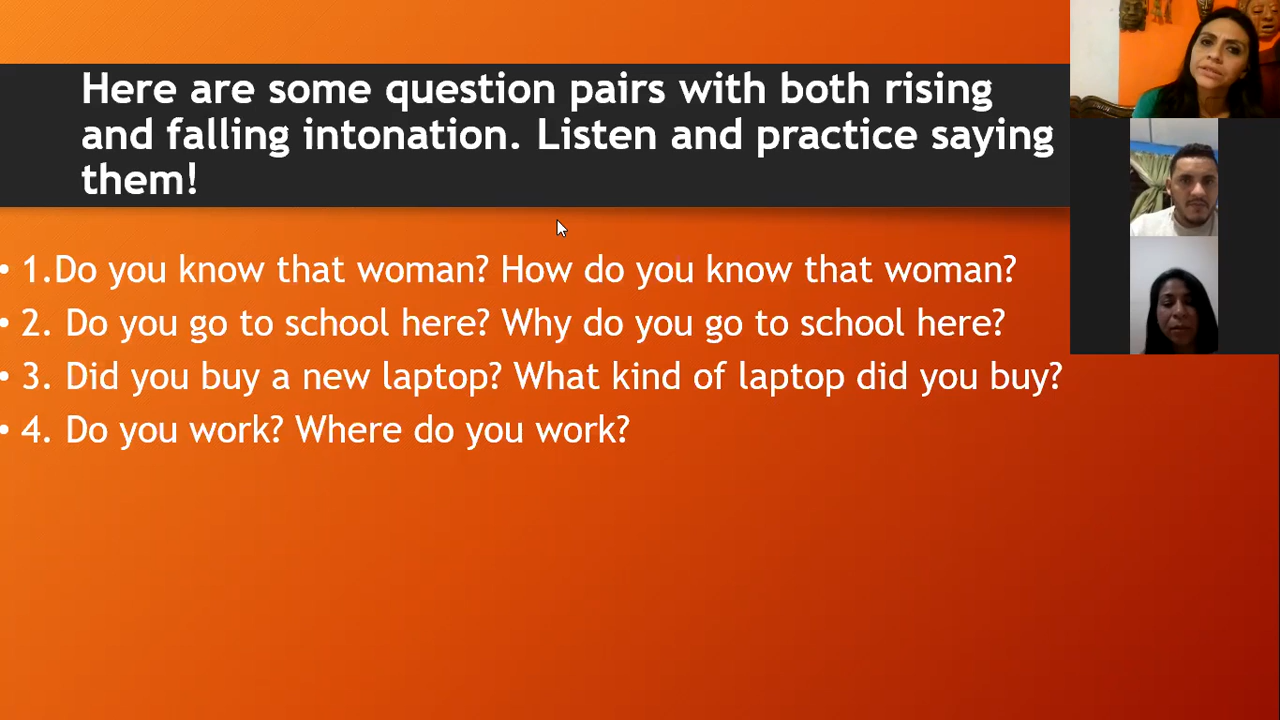 Here are some question pairs with both rising
and falling intonation. Listen and practice saying
them!
• 1.Do you know that woman? How do you know that woman?
• 2. Do you go to school here? Why do you go to school here?
• 3. Did you buy a new laptop? What kind of laptop did you buy?
• 4. Do you work? Where do you work?